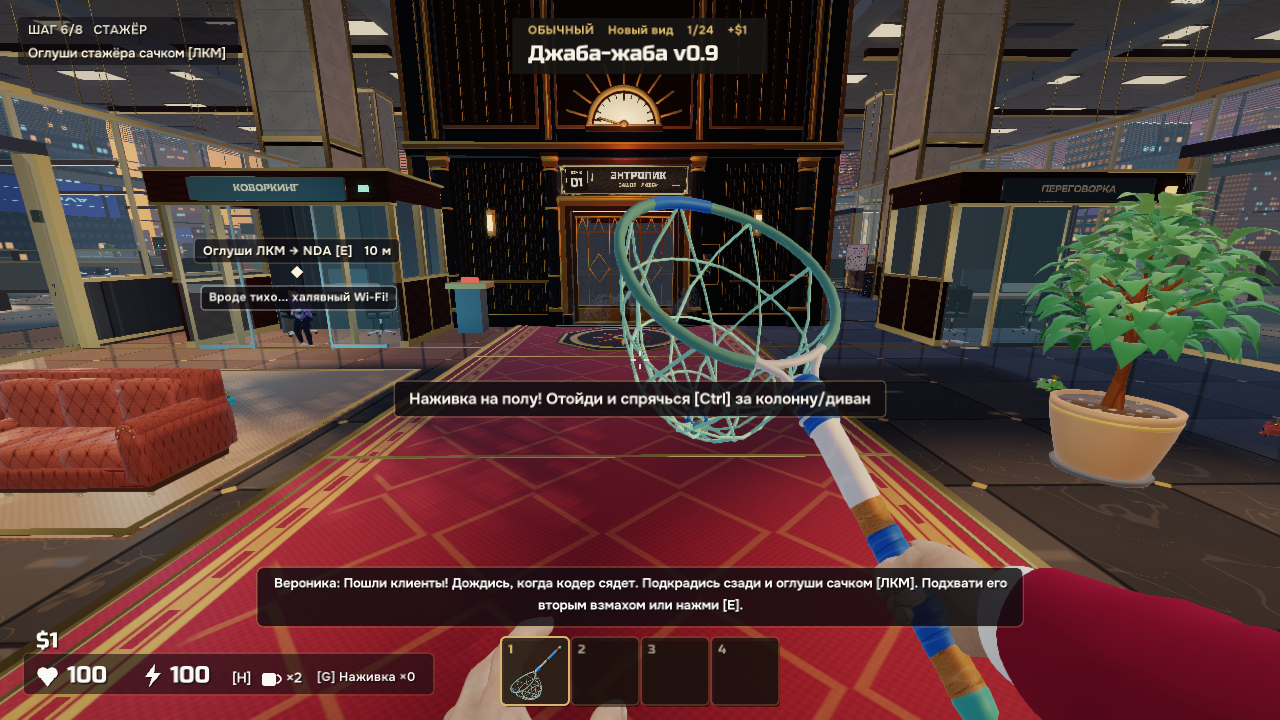 ШАГ 6/8 СТАЖЁР
Оглуши стажёра сачком [ЛКМ]
ОБЫЧНЫЙ Новый вид 1/24 +$1
Джаба-жаба v0.9
КОВОРКИНГ
01
ЭНТРОПИК
ПЕРЕГОВОРКА
Оглуши ЛКМ → NDA [E] 10 м
Вроде тихо... халявный Wi-Fi!
Наживка на полу! Отойди и спрячься [Ctrl] за колонну/диван
Вероника: Пошли клиенты! Дождись, когда кодер сядет. Подкрадись сзади и оглуши сачком [ЛКМ]. Подхвати его
вторым взмахом или нажми [E].
$1
100 100 [H] ×2 [G] Наживка ×0
1 2 3 4